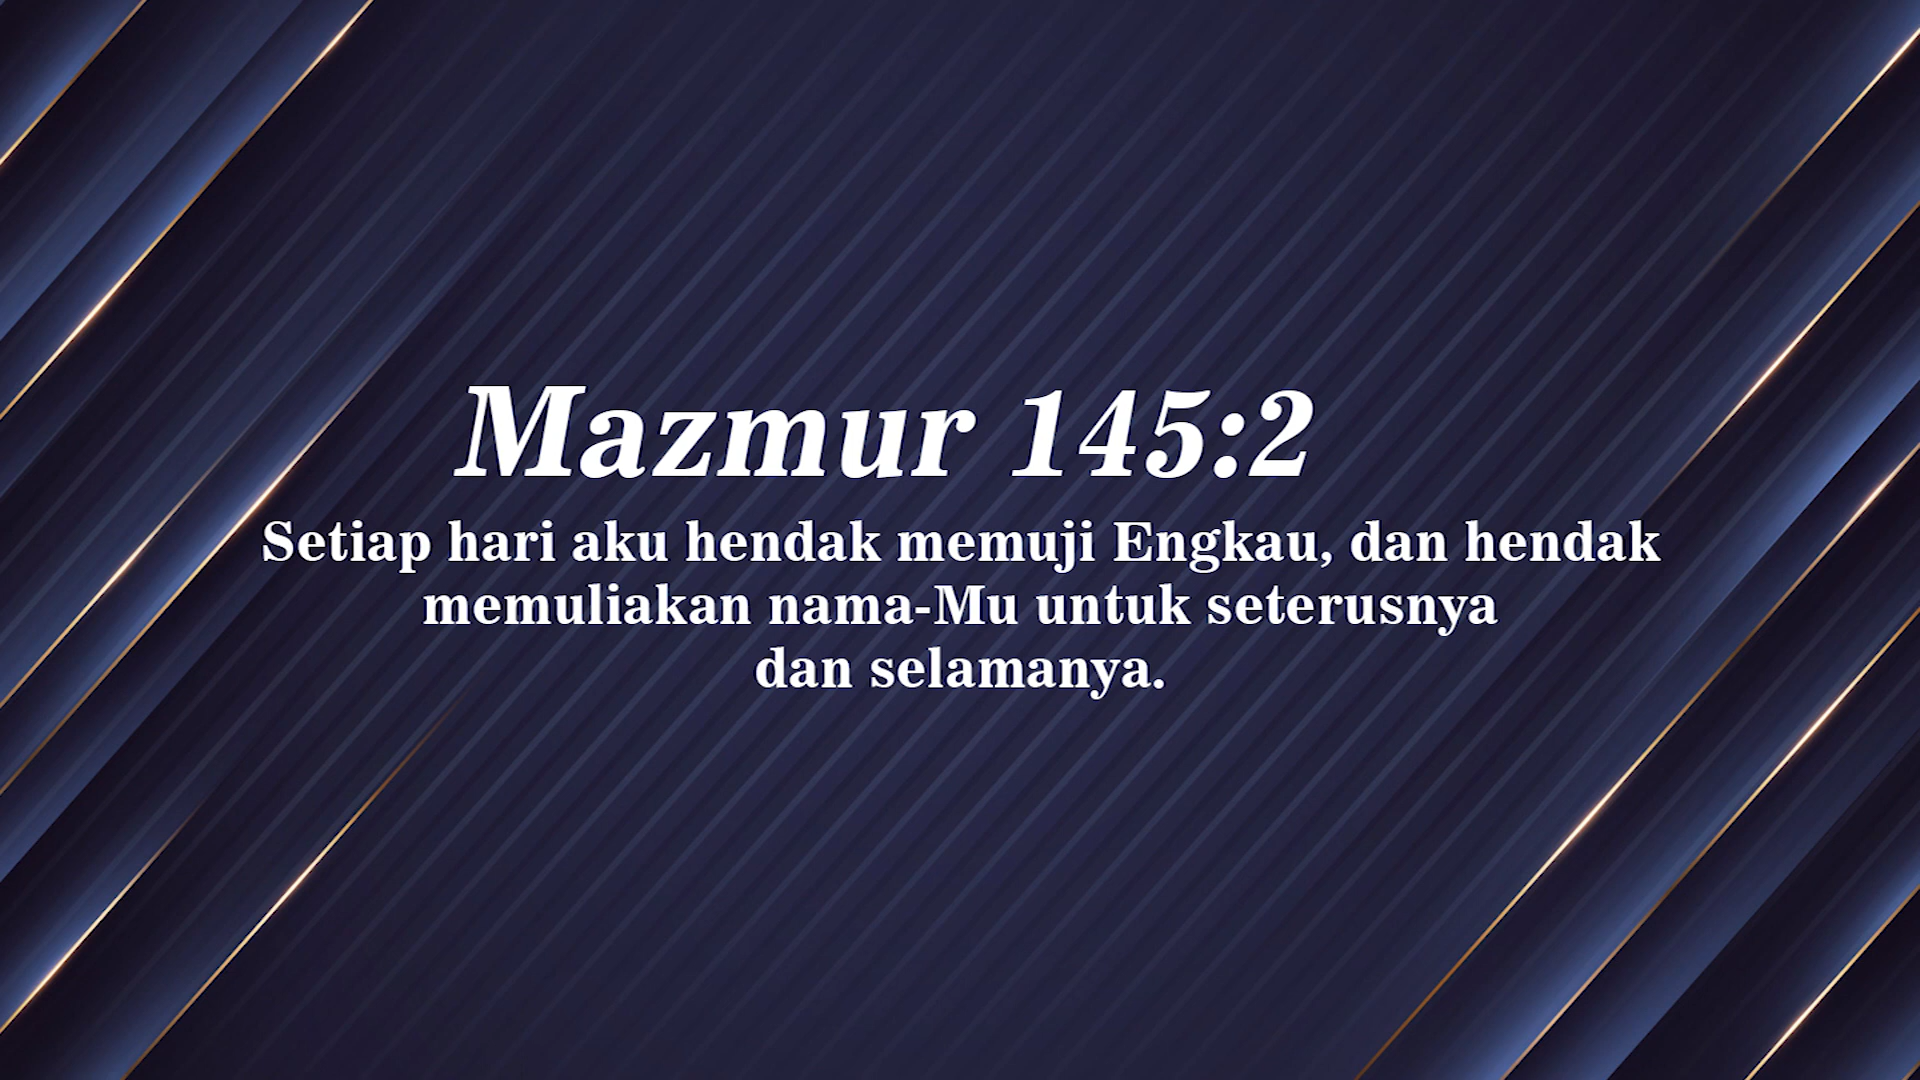 Mazmur 145:2
Setiap hari aku hendak memuji Engkau, dan hendak
memuliakan nama-Mu untuk seterusnya
dan selamanya.